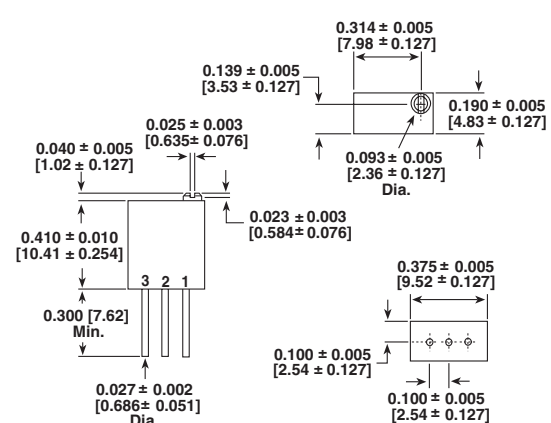 0.314 ± 0.005
[7.98 ± 0.127]
0.139 ± 0.005
[3.53 ± 0.127]
0.190 ± 0.005
[4.83 ± 0.127]
0.093 ± 0.005
[2.36 ± 0.127]
Dia.
0.025 ± 0.003
[0.635± 0.076]
0.040 ± 0.005
[1.02 ± 0.127]
0.023 ± 0.003
[0.584± 0.076]
0.410 ± 0.010
[10.41 ± 0.254]
3 2 1
0.300 [7.62]
Min.
0.027 ± 0.002
[0.686± 0.051]
Dia
0.375 ± 0.005
[9.52 ± 0.127]
0.100 ± 0.005
[2.54 ± 0.127]
0.100 ± 0.005
[2.54 ± 0.127]